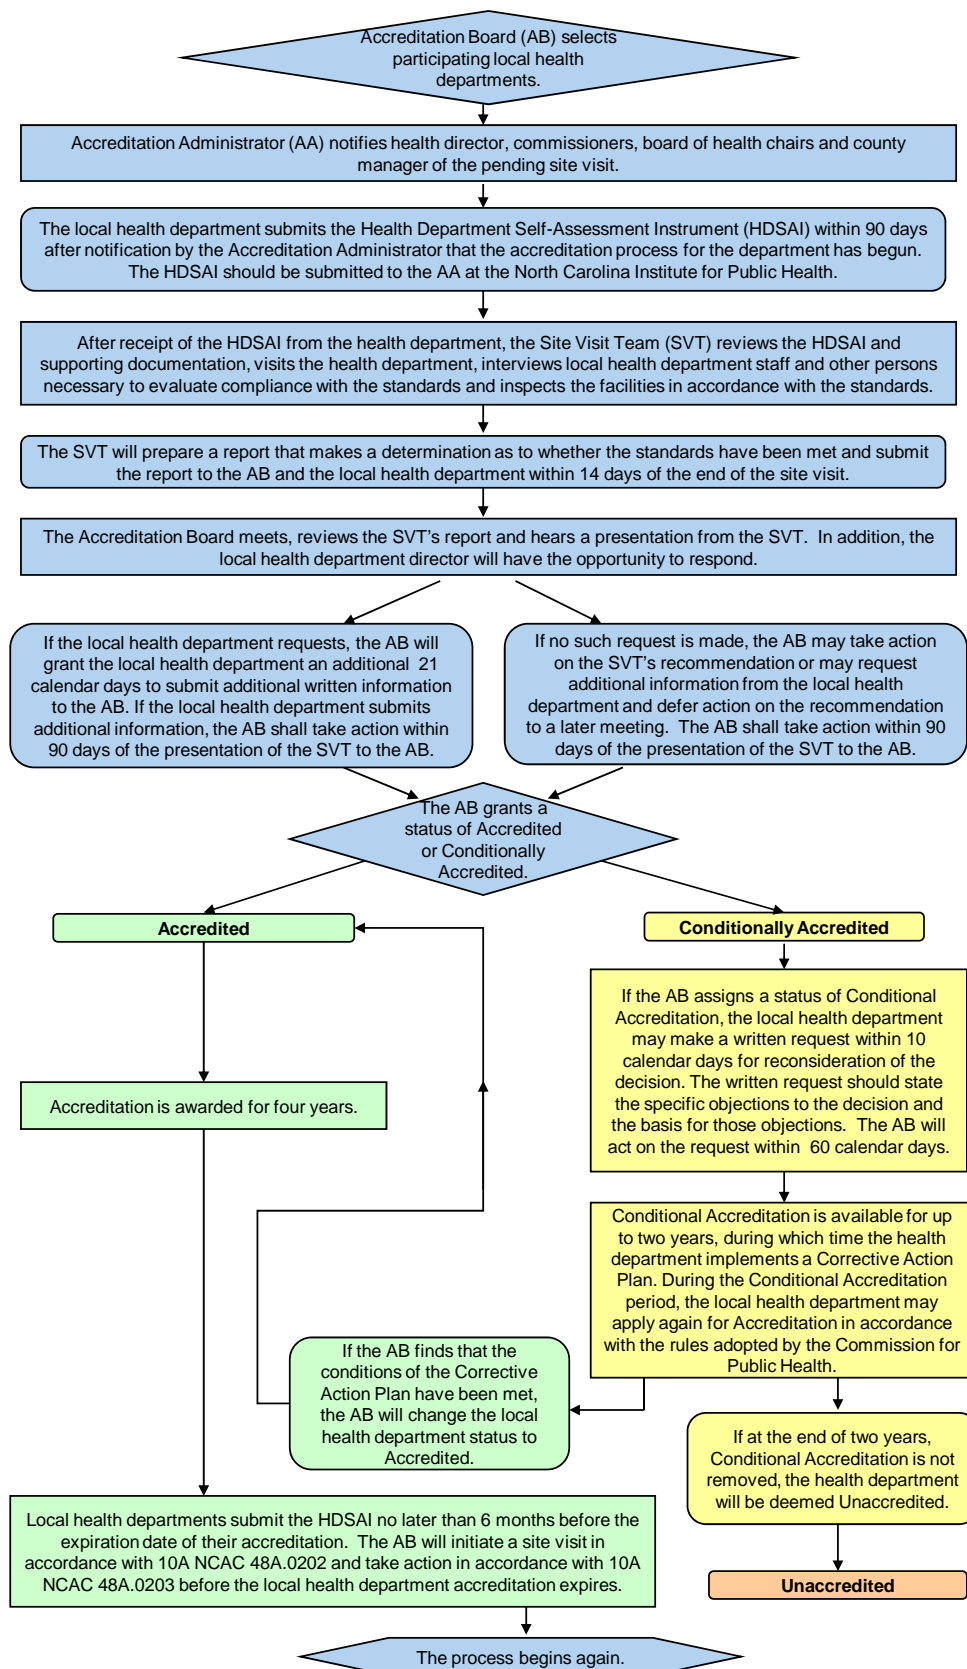 Accreditation Board (AB) selects
participating local health
departments.
Accreditation Administrator (AA) notifies health director, commissioners, board of health chairs and county
manager of the pending site visit.
The local health department submits the Health Department Self-Assessment Instrument (HDSAI) within 90 days
after notification by the Accreditation Administrator that the accreditation process for the department has begun.
The HDSAI should be submitted to the AA at the North Carolina Institute for Public Health.
After receipt of the HDSAI from the health department, the Site Visit Team (SVT) reviews the HDSAI and
supporting documentation, visits the health department, interviews local health department staff and other persons
necessary to evaluate compliance with the standards and inspects the facilities in accordance with the standards.
The SVT will prepare a report that makes a determination as to whether the standards have been met and submit
the report to the AB and the local health department within 14 days of the end of the site visit.
The Accreditation Board meets, reviews the SVT's report and hears a presentation from the SVT. In addition, the
local health department director will have the opportunity to respond.
If the local health department requests, the AB will
grant the local health department an additional 21
calendar days to submit additional written information
to the AB. If the local health department submits
additional information, the AB shall take action within
90 days of the presentation of the SVT to the AB.
If no such request is made, the AB may take action
on the SVT's recommendation or may request
additional information from the local health
department and defer action on the recommendation
to a later meeting. The AB shall take action within 90
days of the presentation of the SVT to the AB.
The AB grants a
status of Accredited
or Conditionally
Accredited.
Accredited
Conditionally Accredited
If the AB assigns a status of Conditional
Accreditation, the local health department
may make a written request within 10
calendar days for reconsideration of the
decision. The written request should state
the specific objections to the decision and
the basis for those objections. The AB will
act on the request within 60 calendar days.
Accreditation is awarded for four years.
Conditional Accreditation is available for up
to two years, during which time the health
department implements a Corrective Action
Plan. During the Conditional Accreditation
period, the local health department may
apply again for Accreditation in accordance
with the rules adopted by the Commission for
Public Health.
If the AB finds that the
conditions of the Corrective
Action Plan have been met,
the AB will change the local
health department status to
Accredited.
If at the end of two years,
Conditional Accreditation is not
removed, the health department
will be deemed Unaccredited.
Local health departments submit the HDSAI no later than 6 months before the
expiration date of their accreditation. The AB will initiate a site visit in
accordance with 10A NCAC 48A.0202 and take action in accordance with 10A
NCAC 48A.0203 before the local health department accreditation expires.
Unaccredited
The process begins again.